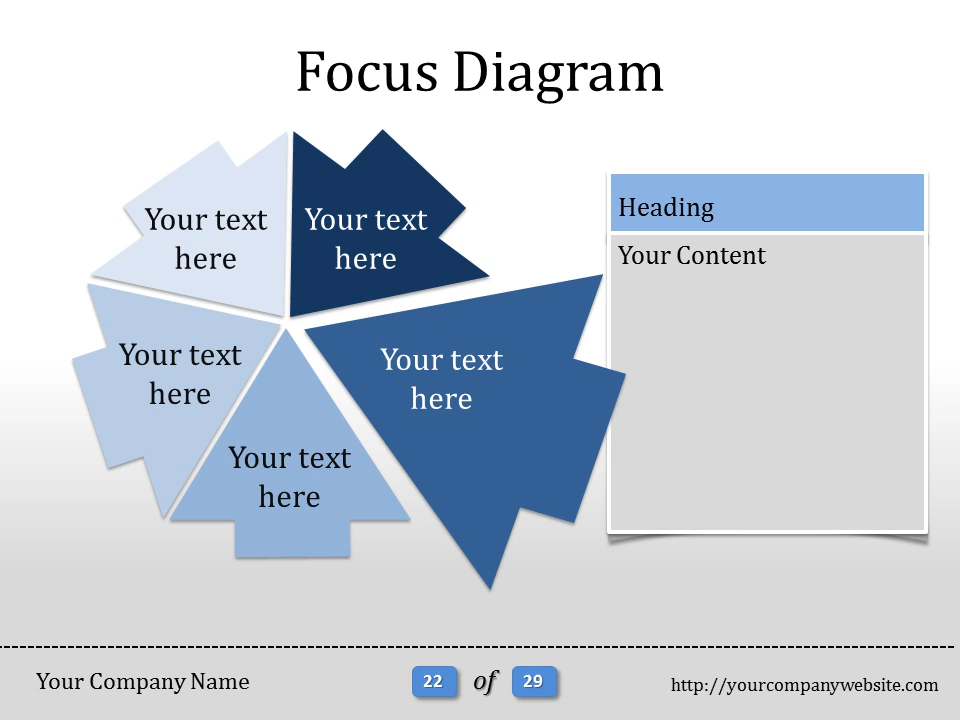 Focus Diagram
Your text
here
Your text
here
Heading
Your Content
Your text
here
Your text
here
Your text
here
Your Company Name
22 of 29
http://yourcompanywebsite.com